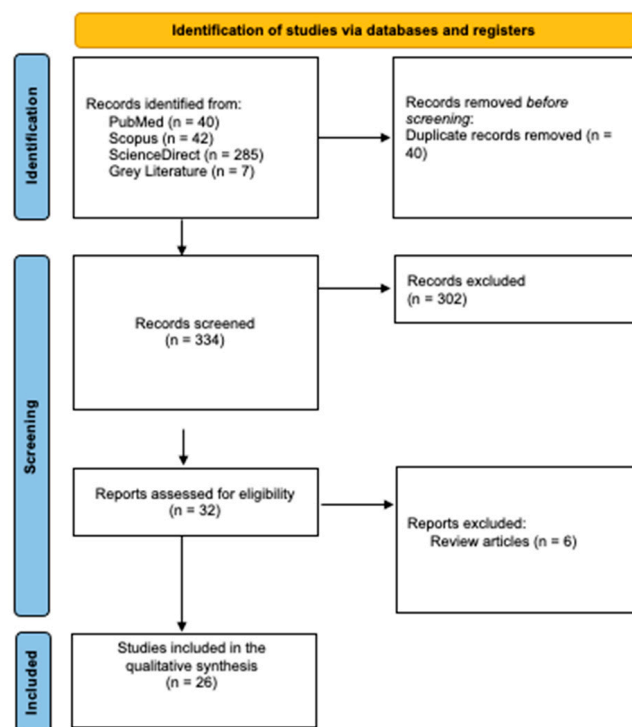 Identification of studies via databases and registers
Identification
Records identified from:
PubMed (n = 40)
Scopus (n = 42)
ScienceDirect (n = 285)
Grey Literature (n = 7)
Records removed before
screening:
Duplicate records removed (n =
40)
Screening
Records screened
(n = 334)
Records excluded
(n = 302)
Reports assessed for eligibility
(n = 32)
Reports excluded:
Review articles (n = 6)
Included
Studies included in the
qualitative synthesis
(n = 26)